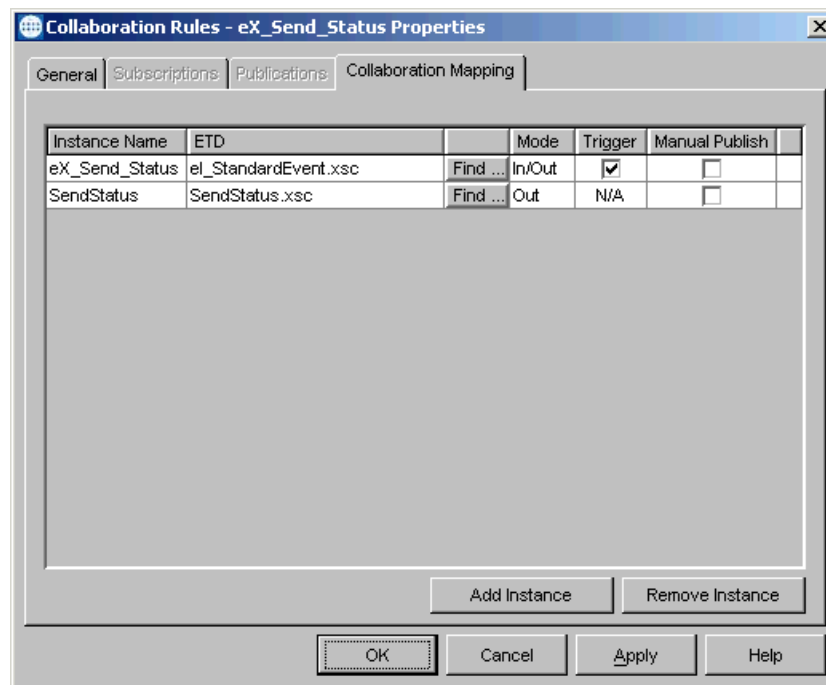 Collaboration Rules - eX_Send_Status Properties
General Subscriptions Publications Collaboration Mapping
Instance Name ETD Mode Trigger Manual Publish
eX_Send_Status eI_StandardEvent.xsc Find ... In/Out
SendStatus SendStatus.xsc Find ... Out N/A
Add Instance Remove Instance
OK Cancel Apply Help